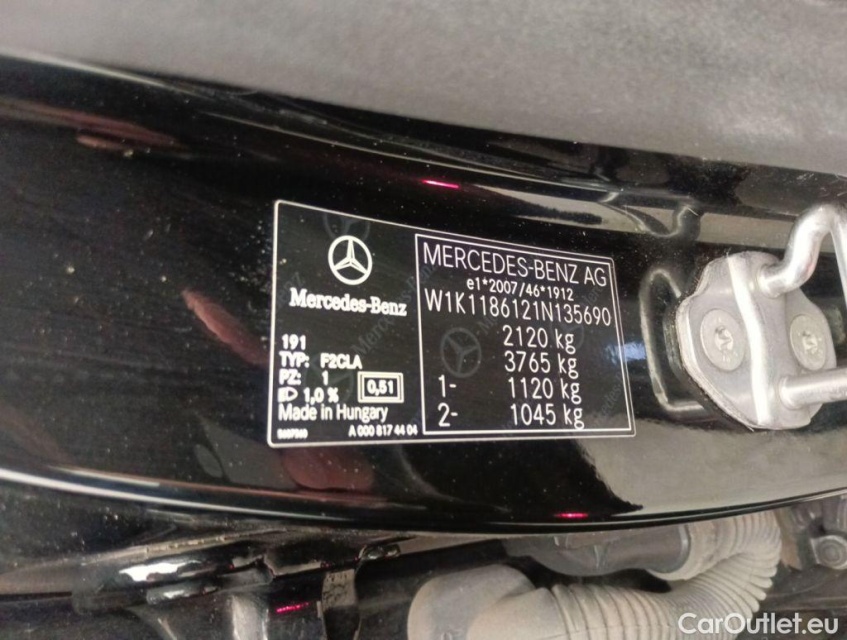 Mercedes-Benz
191
TYP: F2CLA
PZ: 1
1,0 %
0,51
Made in Hungary
A 000 817 44 04
MERCEDES-BENZ AG
e1*2007/46*1912
W1K1186121N135690
2120 kg
3765 kg
1- 1120 kg
2- 1045 kg
CarOutlet.eu